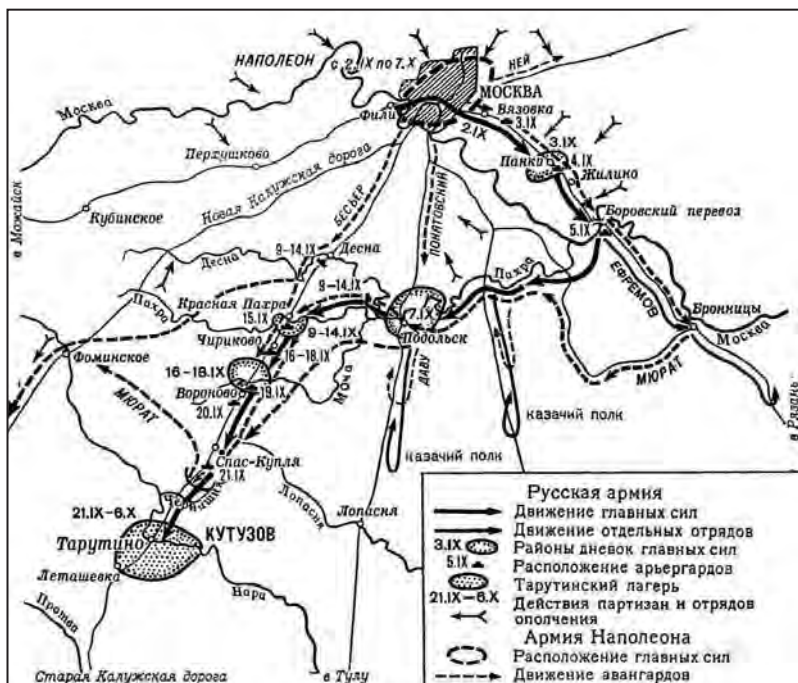 НАПОЛЕОН
с 2.IX по 7.X
НЕЙ
МОСКВА
Москва
Фили
Вязовка
3.IX
2.IX
3.IX
Панки
4.IX
Жилино
Перхушково
Новая Калужская дорога
Кубинское
в Можайск
БЕСЬЕР
ПОНАТОВСКИЙ
Боровский перевоз
5.IX
9-14.IX
Десна
Десна
Пахра
ЕФРЕМОВ
Бронницы
Москва
9-14.IX
Пахра
Красная Пахра
15.IX
7.IX
Подольск
9-14.IX
Чириково
16-18.IX
Фоминское
МЮРАТ
16-18.IX
Моча
ДАВУ
МЮРАТ
Вороново
19.IX
20.IX
казачий полк
казачий полк
в Рязань
Спас-Купля
21.IX
Лопасня
Лопасня
21.IX-6.X
КУТУЗОВ
Тарутино
Леташевка
Нара
Протва
Старая Калужская дорога
в Тулу
Русская армия
Движение главных сил
Движение отдельных отрядов
3.IX Районы дневок главных сил
5.IX Расположение арьергардов
Тарутинский лагерь
21.IX-6.X
Действия партизан и отрядов
ополчения
Армия Наполеона
Расположение главных сил
Движение авангардов